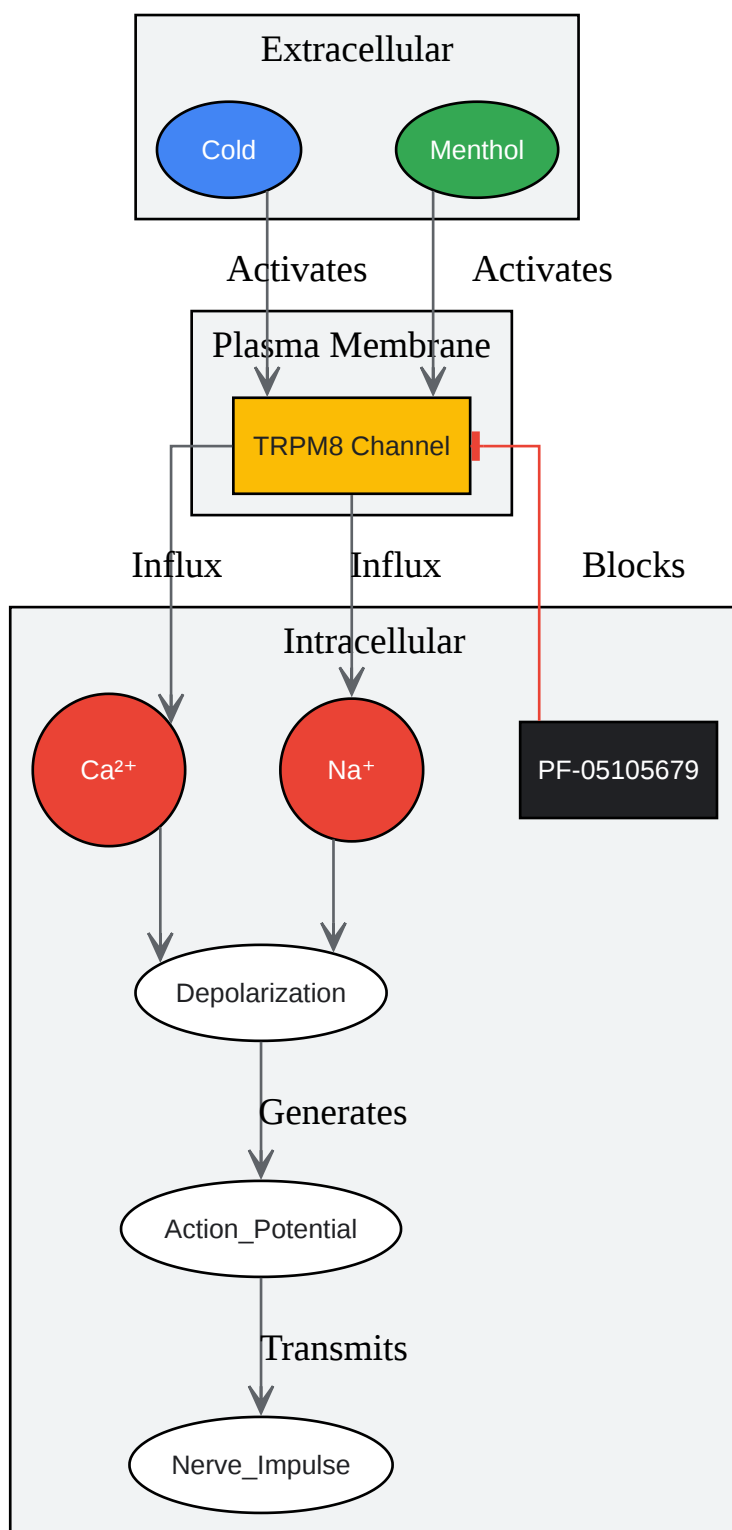 Extracellular
Cold
Menthol
Activates
Activates
Plasma Membrane
TRPM8 Channel
Influx
Influx
Blocks
Intracellular
Ca²⁺
Na⁺
PF-05105679
Depolarization
Generates
Action_Potential
Transmits
Nerve_Impulse